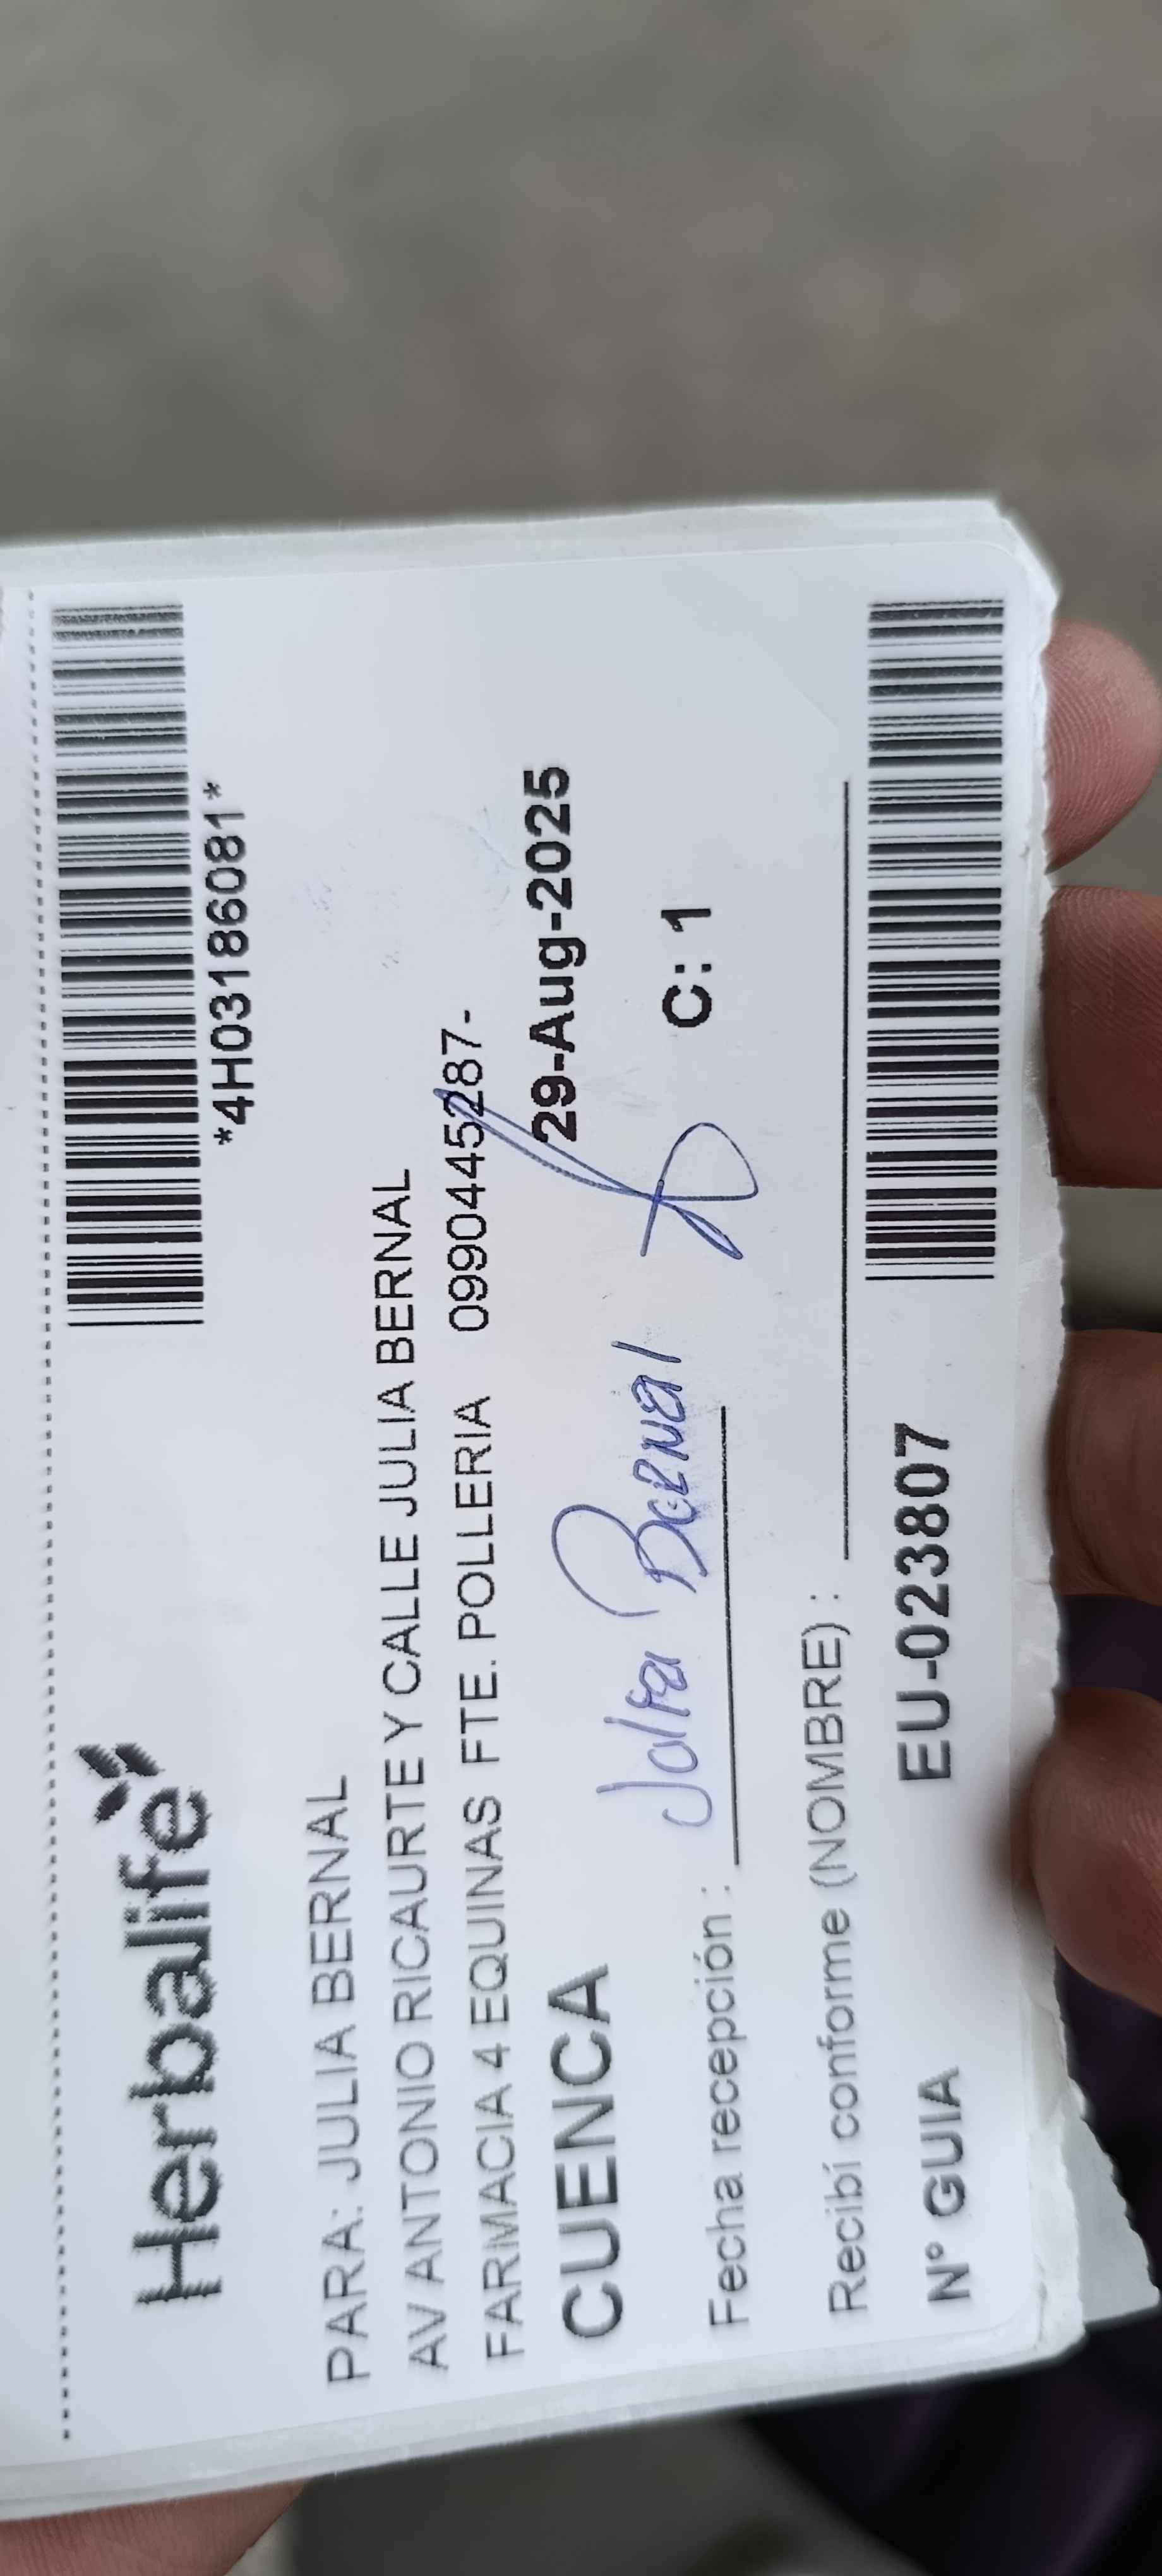 Herbalife
*4H03186081*
PARA: JULIA BERNAL
AV ANTONIO RICAURTE Y CALLE JULIA BERNAL
FARMACIA 4 EQUINAS FTE. POLLERIA 0990445287-
CUENCA 29-Aug-2025
Julia Bernal
Fecha recepción : C: 1
Recibí conforme (NOMBRE) :
Nº GUIA EU-023807